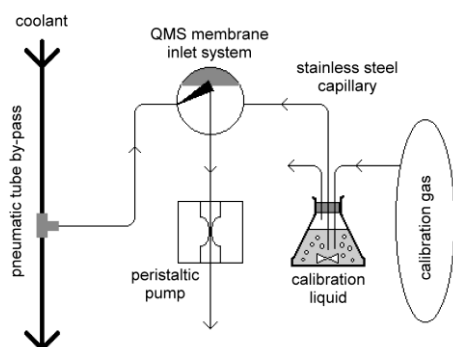 coolant
QMS membrane
inlet system
stainless steel
capillary
pneumatic tube by-pass
peristaltic
pump
calibration
liquid
calibration gas